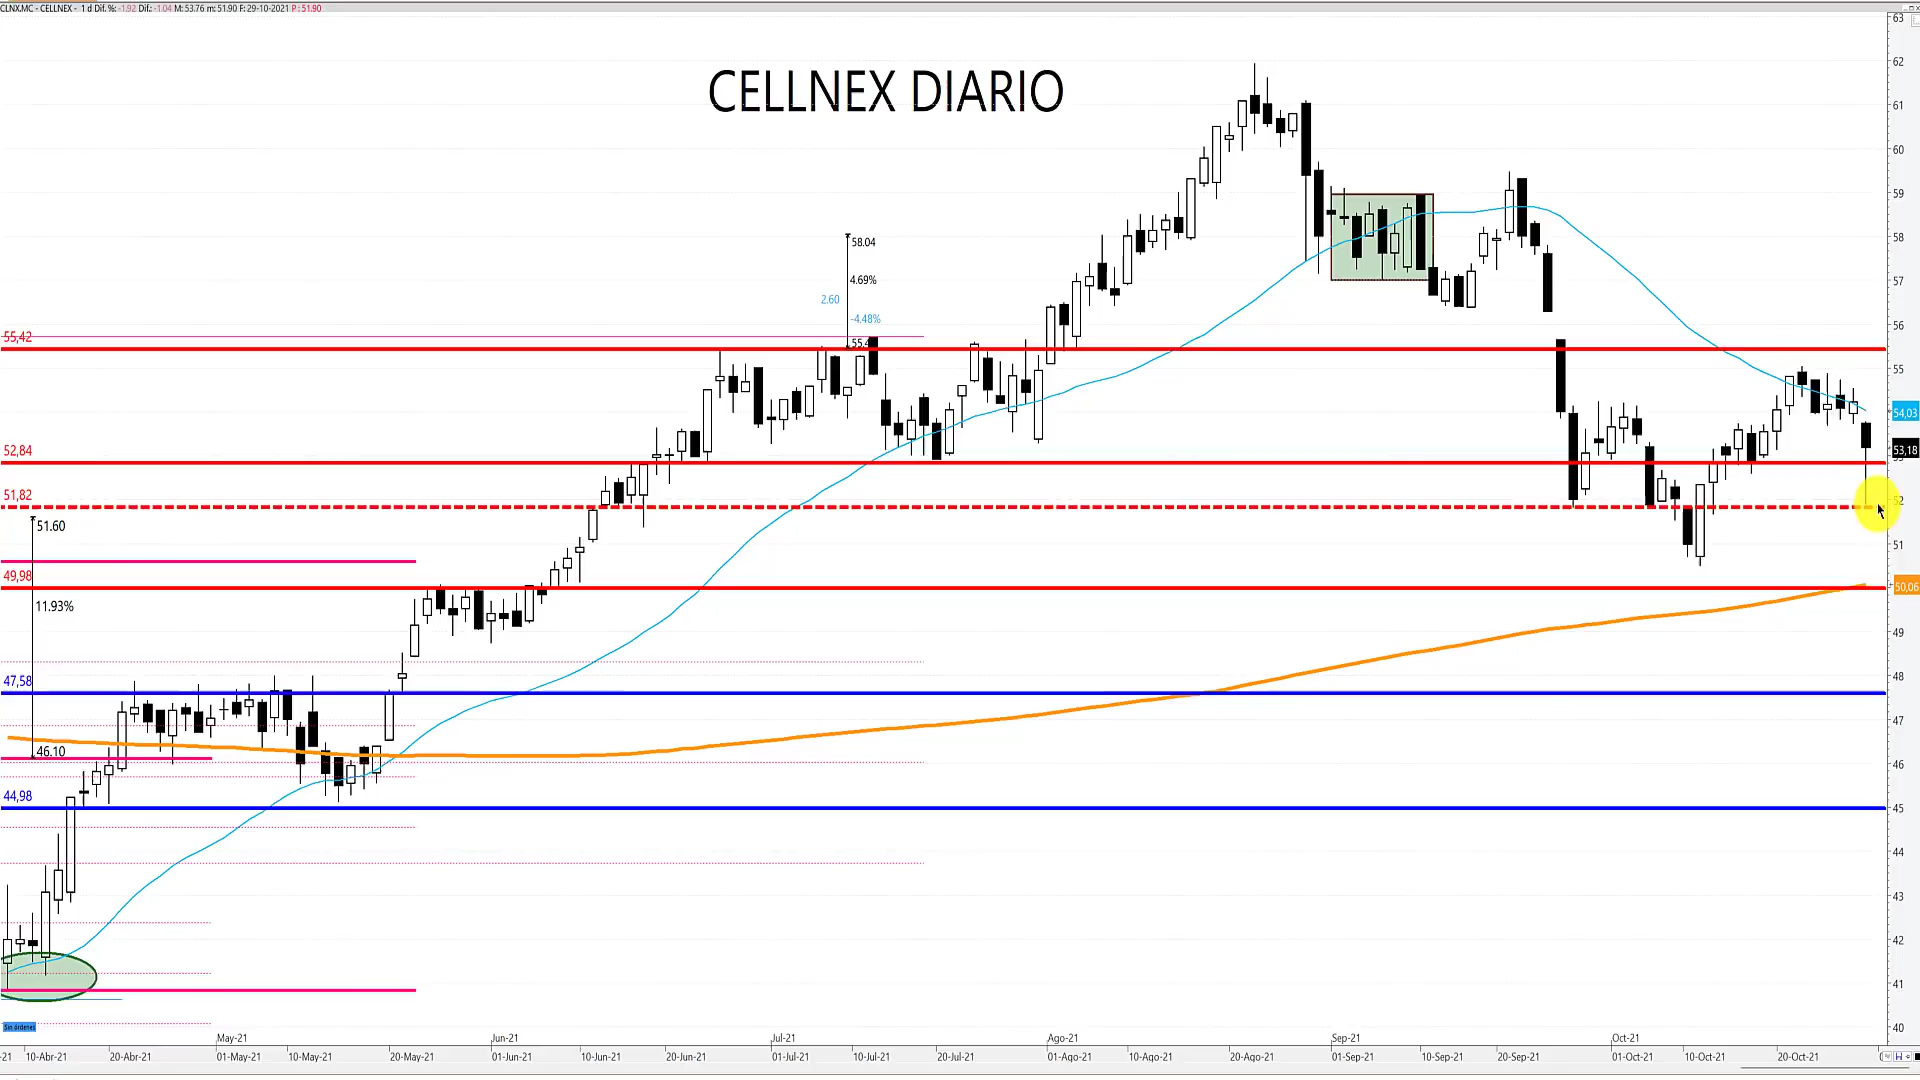 CLNX.MC - CELLNEX - 1 d Dif.%: -1.92 Dif.: -1.04 M: 53.76 m: 51.90 F: 29-10-2021 P: 51.90
CELLNEX DIARIO
63
62
61
60
59
58
57
56
55
54,03
53,18
52
51
50,06
49
48
47
46
45
44
43
42
41
40
58.04
4.69%
2.60
-4.48%
55,42
52,84
51,82
51.60
49,98
11.93%
47,58
46.10
44,98
Sin órdenes
May-21
Jun-21
Jul-21
Ago-21
Sep-21
Oct-21
-21
10-Abr-21
20-Abr-21
01-May-21
10-May-21
20-May-21
01-Jun-21
10-Jun-21
20-Jun-21
01-Jul-21
10-Jul-21
20-Jul-21
01-Ago-21
10-Ago-21
20-Ago-21
01-Sep-21
10-Sep-21
20-Sep-21
01-Oct-21
10-Oct-21
20-Oct-21